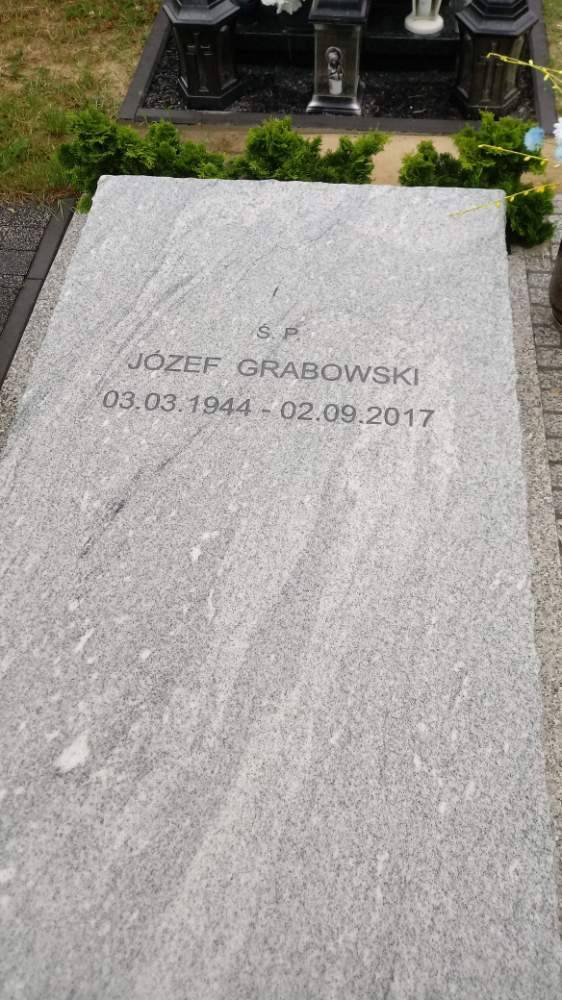 Ś. P.
JÓZEF GRABOWSKI
03.03.1944 - 02.09.2017